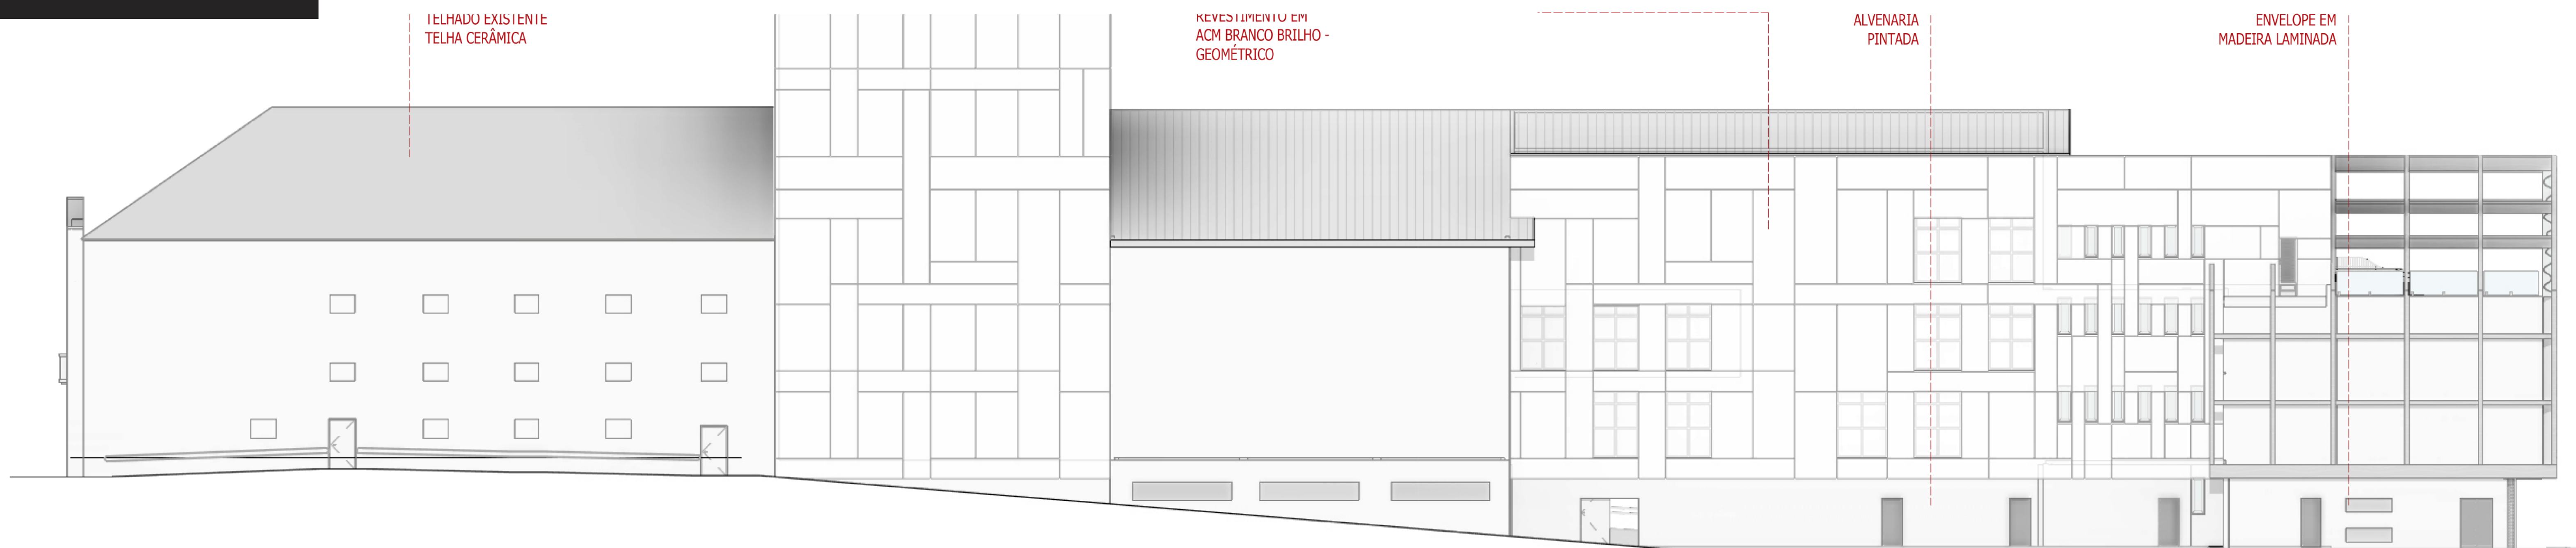 TELHADO EXISTENTE
TELHA CERÂMICA
REVESTIMENTO EM
ACM BRANCO BRILHO -
GEOMÉTRICO
ALVENARIA
PINTADA
ENVELOPE EM
MADEIRA LAMINADA